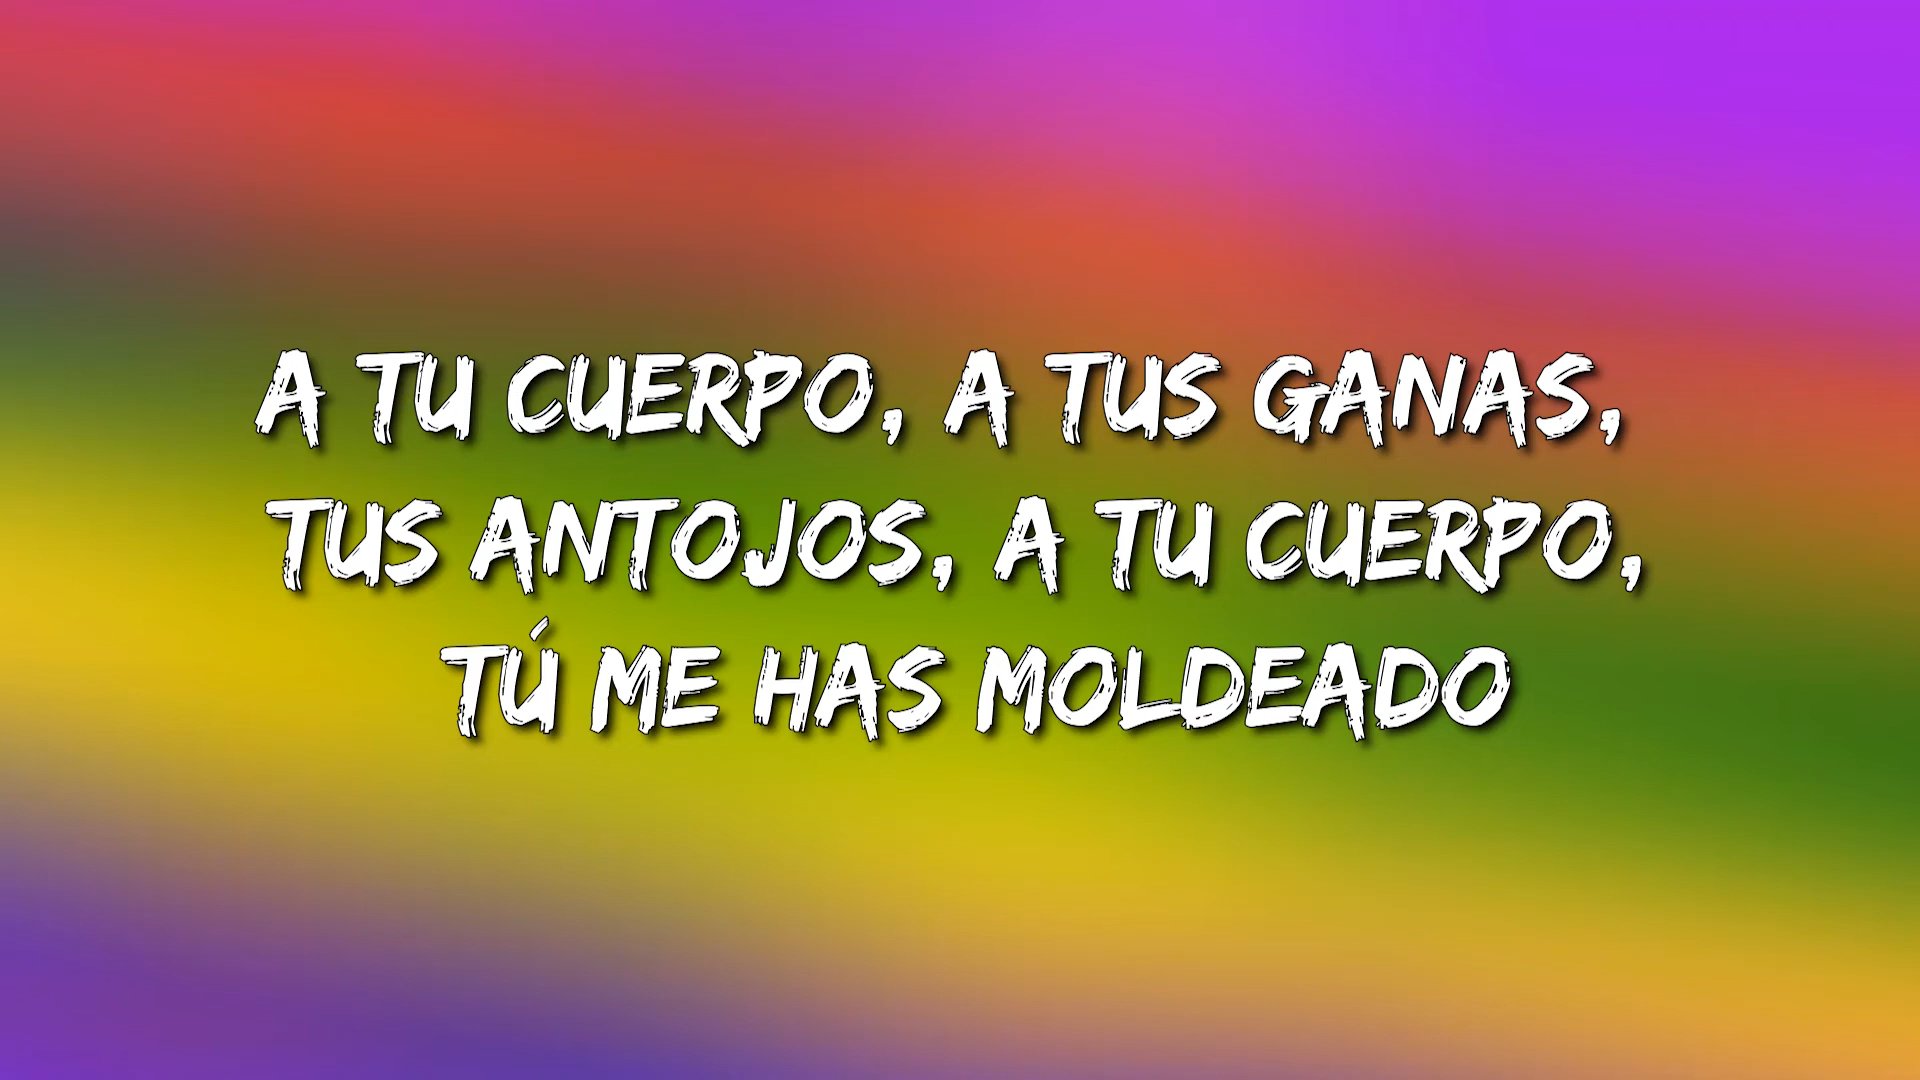 A TU CUERPO, A TUS GANAS,
TUS ANTOJOS, A TU CUERPO,
TÚ ME HAS MOLDEADO